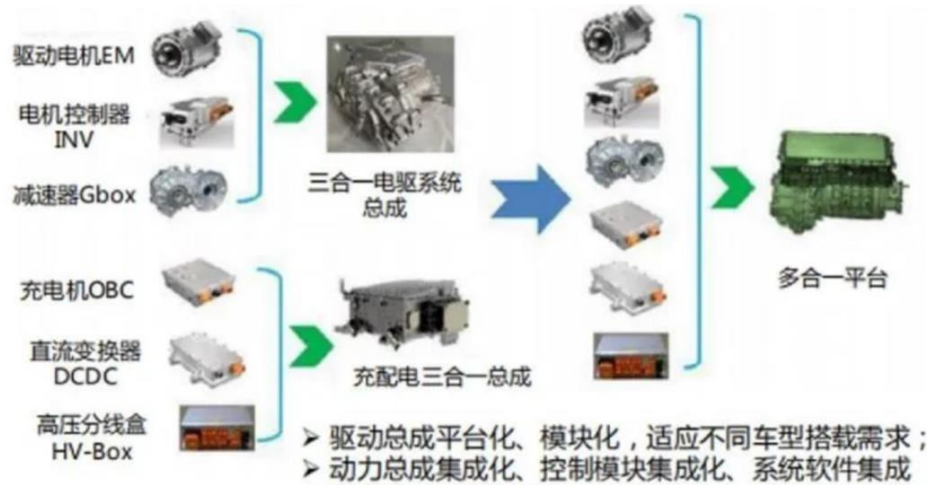 驱动电机EM
电机控制器
INV
减速器Gbox
三合一电驱系统
总成
充电机OBC
直流变换器
DCDC
高压分线盒
HV-Box
充配电三合一总成
多合一平台
➢ 驱动总成平台化、模块化，适应不同车型搭载需求；
➢ 动力总成集成化、控制模块集成化、系统软件集成